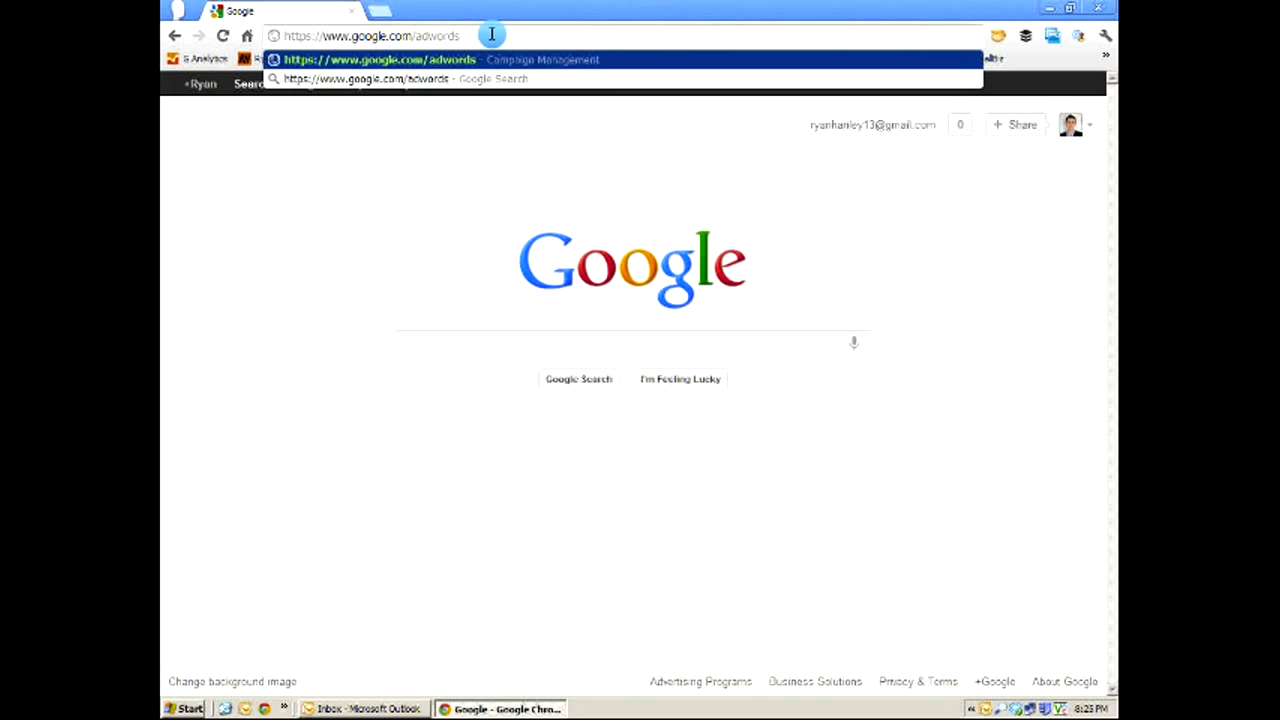 Google
https://www.google.com/adwords
G Analytics
https://www.google.com/adwords - Campaign Management
https://www.google.com/adwords - Google Search
+Ryan
ryanhanley13@gmail.com 0 + Share
Google
Google Search I'm Feeling Lucky
Change background image Advertising Programs Business Solutions Privacy & Terms +Google About Google
Start Inbox - Microsoft Outlook Google - Google Chro... 8:25 PM